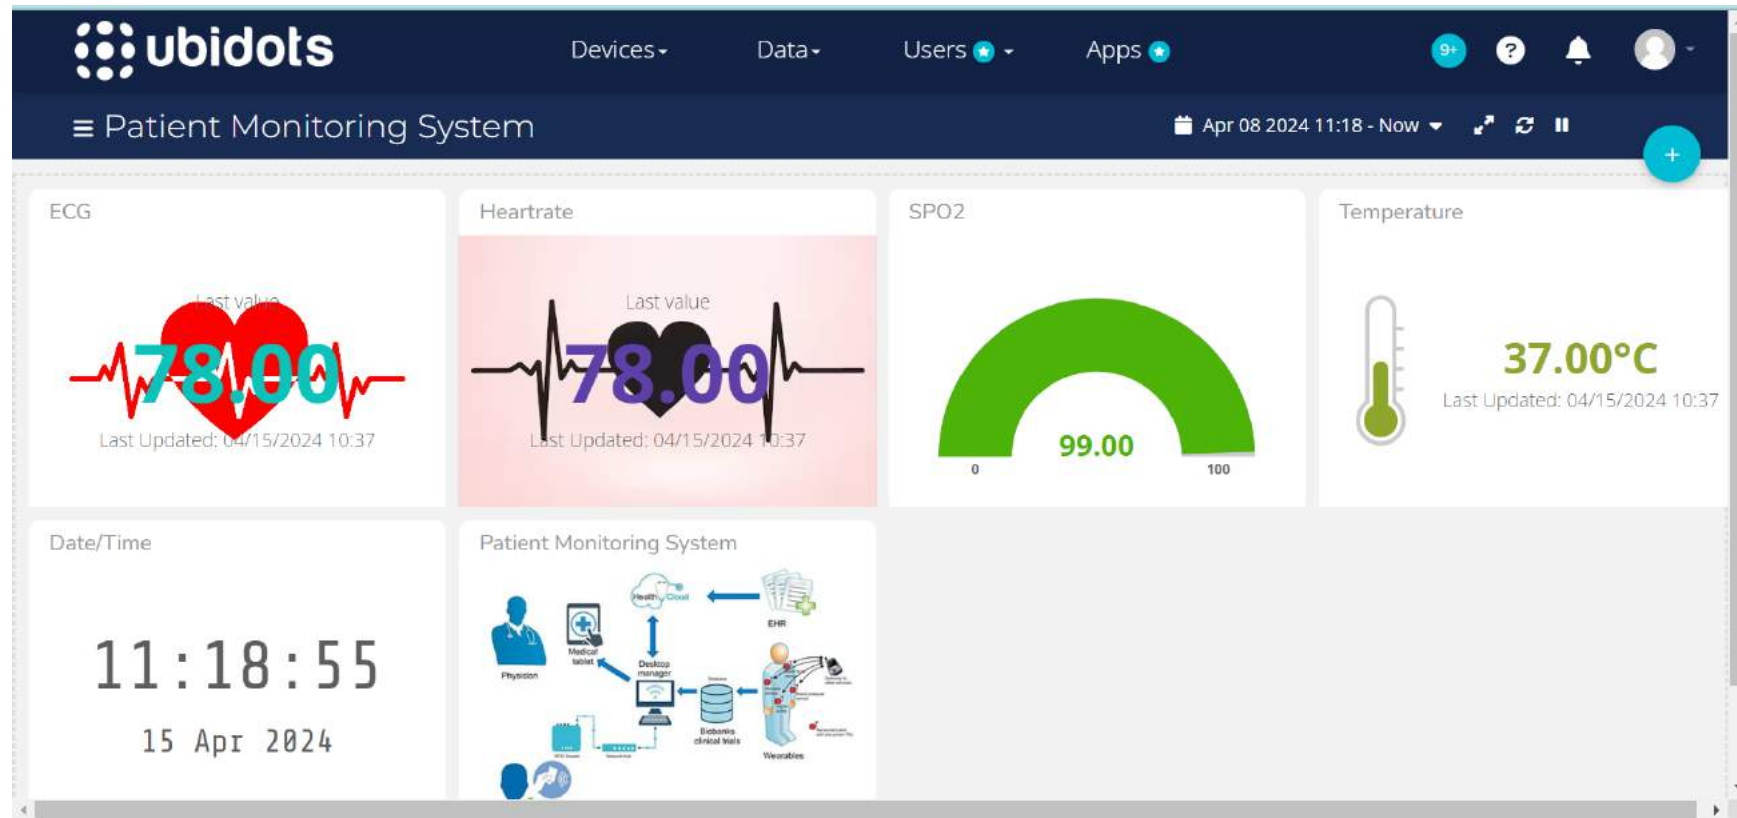 ubidots
Devices
Data
Users
Apps
9+
?
Patient Monitoring System
Apr 08 2024 11:18 - Now
+
ECG
Last value
78.00
Last Updated: 04/15/2024 10:37
Heartrate
Last value
78.00
Last Updated: 04/15/2024 10:37
SPO2
99.00
0
100
Temperature
37.00°C
Last Updated: 04/15/2024 10:37
Date/Time
11:18:55
15 Apr 2024
Patient Monitoring System
Health Cloud
EHR
Physician
Medical
tablet
Desktop
manager
Biobanks
clinical trials
Wearables